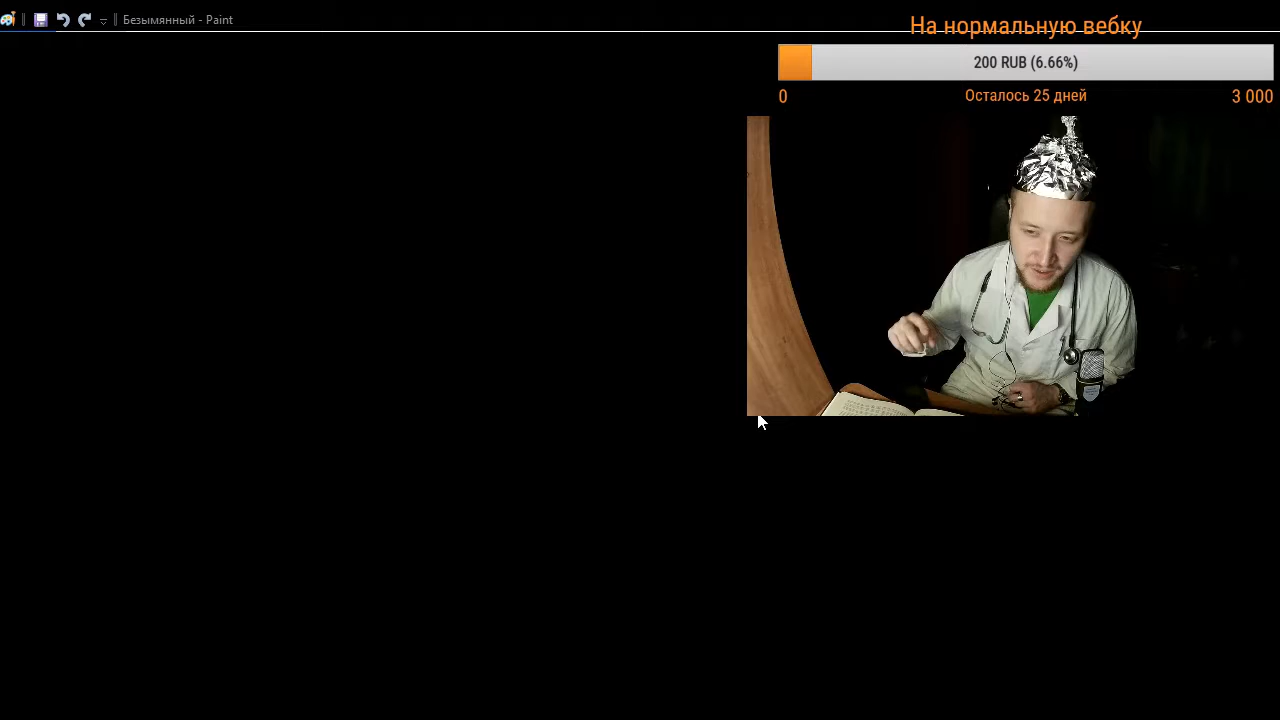 Безымянный - Paint
На нормальную вебку
200 RUB (6.66%)
0
Осталось 25 дней
3 000